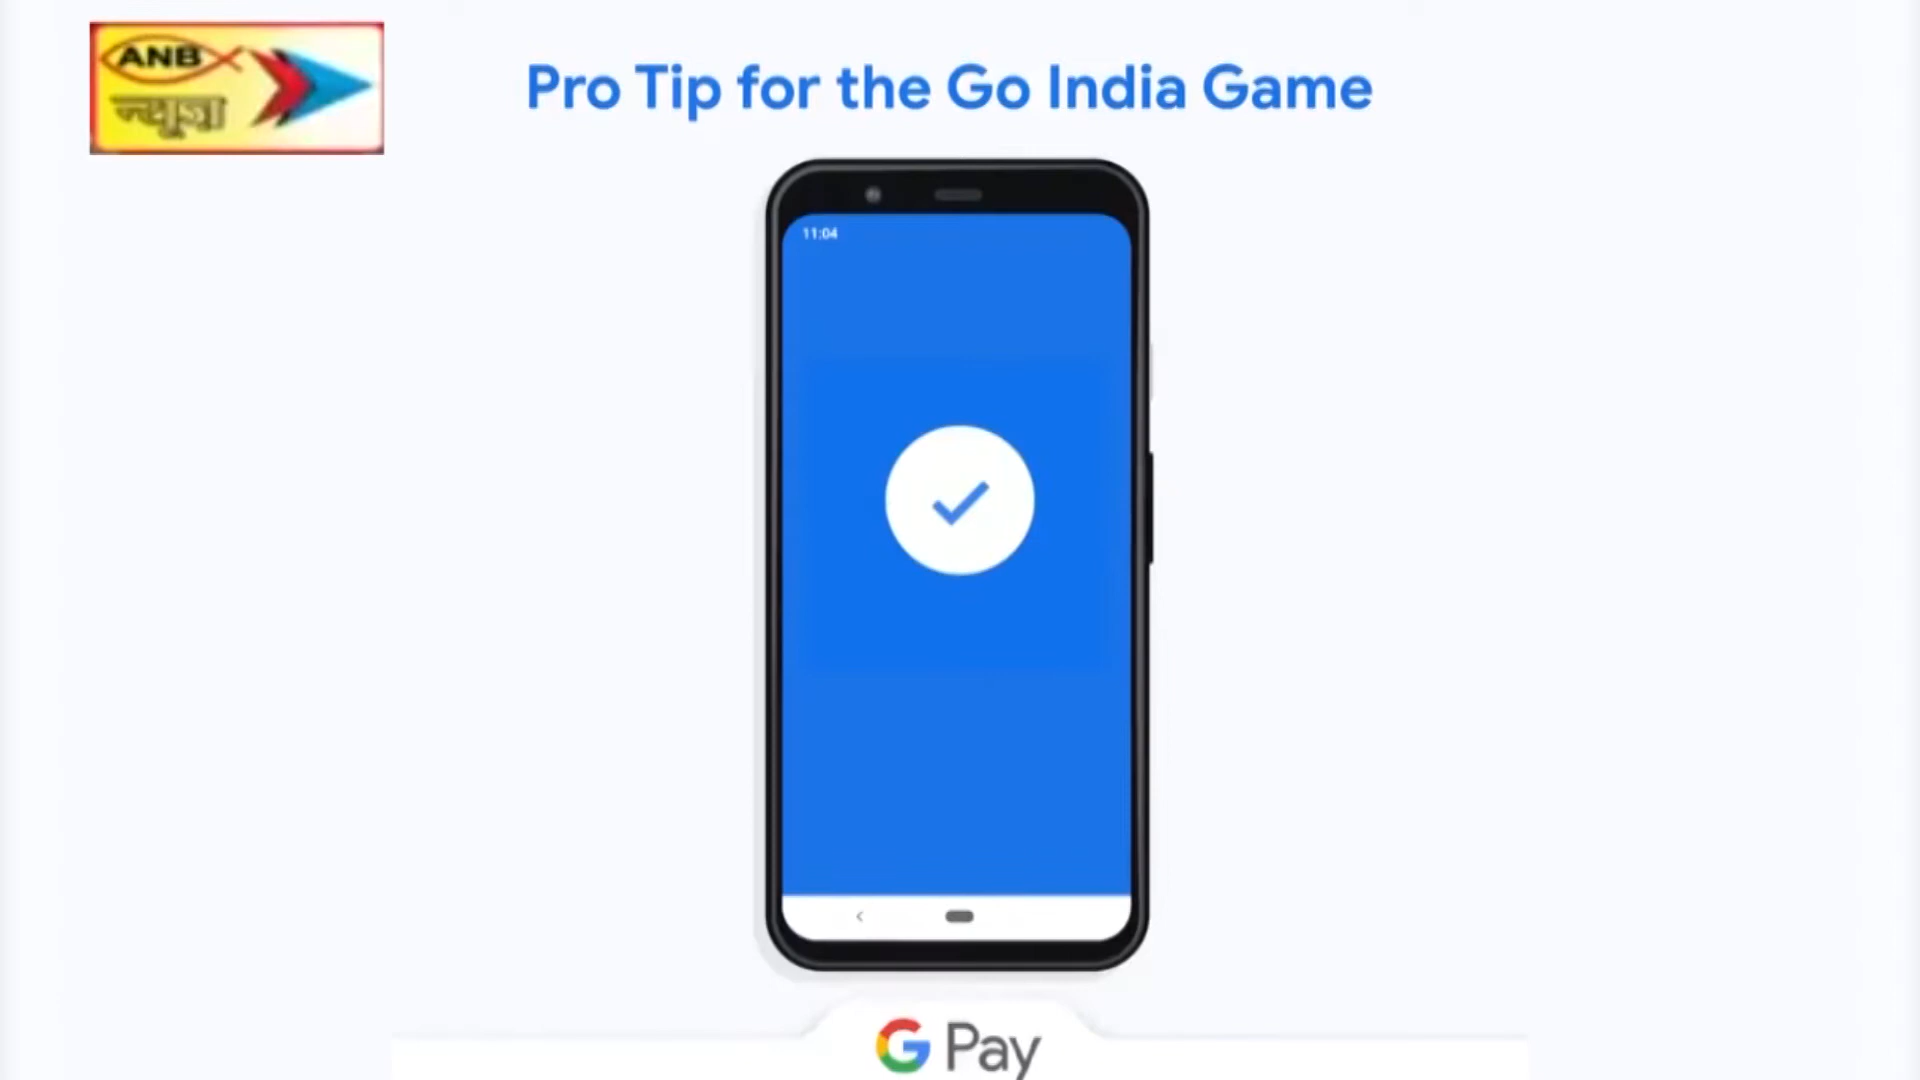 ANB
न्यूज़
Pro Tip for the Go India Game
11:04
G Pay